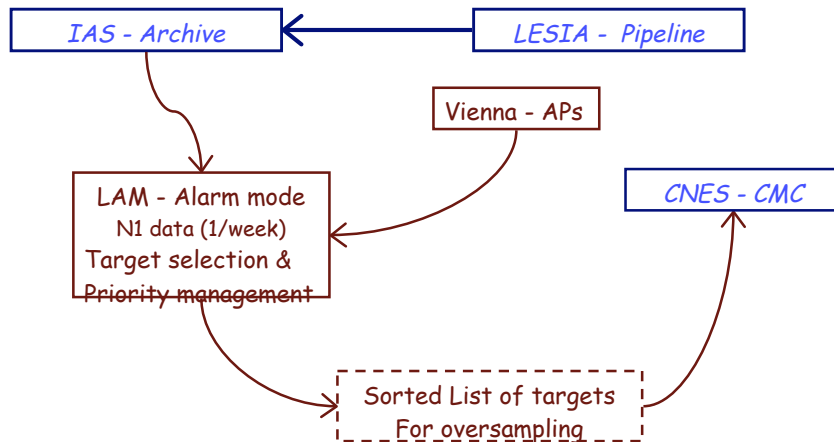 IAS - Archive
LESIA - Pipeline
Vienna - APs
LAM - Alarm mode
N1 data (1/week)
Target selection &
Priority management
CNES - CMC
Sorted List of targets
For oversampling